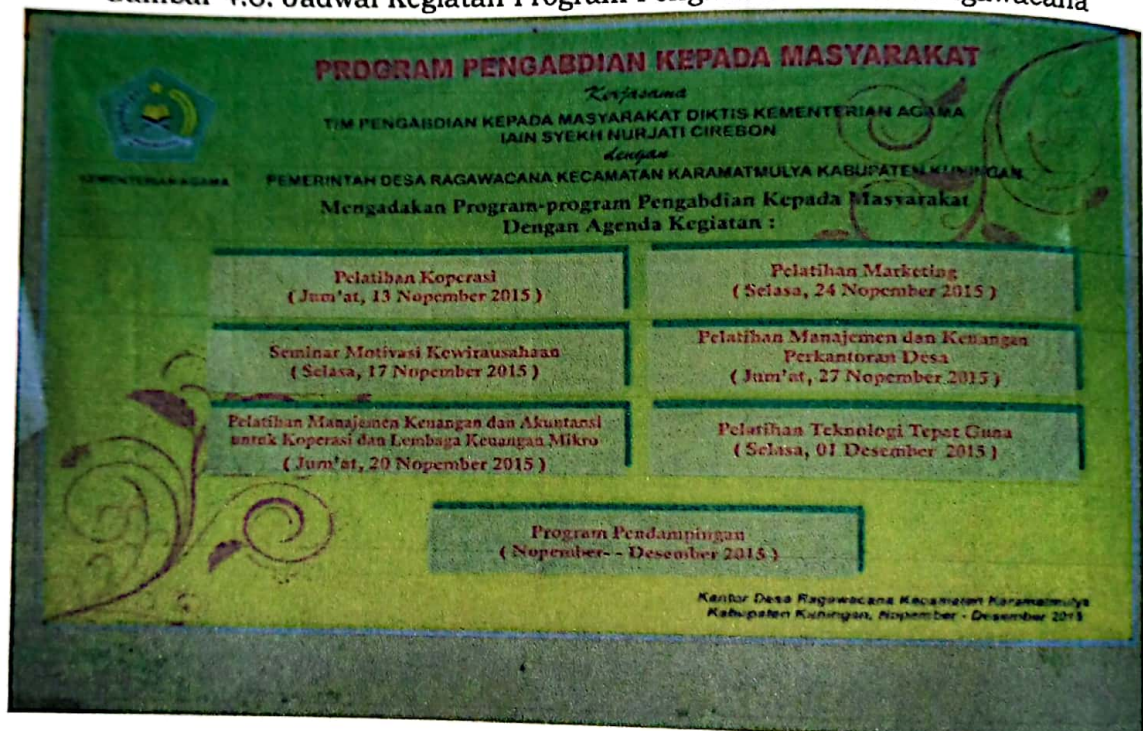 Jadwal Kegiatan Program
PROGRAM PENGABDIAN KEPADA MASYARAKAT
Kerjasama
TIM PENGABDIAN KEPADA MASYARAKAT DIKTIS KEMENTERIAN AGAMA
IAIN SYEKH NURJATI CIREBON
dengan
KEMENTERIAN AGAMA
PEMERINTAH DESA RAGAWACANA KECAMATAN KARAMATMULYA KABUPATEN KUNINGAN
Mengadakan Program-program Pengabdian Kepada Masyarakat
Dengan Agenda Kegiatan :
Pelatihan Koperasi
( Jum'at, 13 Nopember 2015 )
Pelatihan Marketing
( Selasa, 24 Nopember 2015 )
Seminar Motivasi Kewirausahaan
( Selasa, 17 Nopember 2015 )
Pelatihan Manajemen dan Keuangan
Perkantoran Desa
( Jum'at, 27 Nopember 2015 )
Pelatihan Manajemen Keuangan dan Akuntansi
untuk Koperasi dan Lembaga Keuangan Mikro
( Jum'at, 20 Nopember 2015 )
Pelatihan Teknologi Tepat Guna
( Selasa, 01 Desember 2015 )
Program Pendampingan
( Nopember- - Desember 2015 )
Kantor Desa Ragawacana Kecamatan Karamatmulya
Kabupaten Kuningan, Nopember - Desember 2015